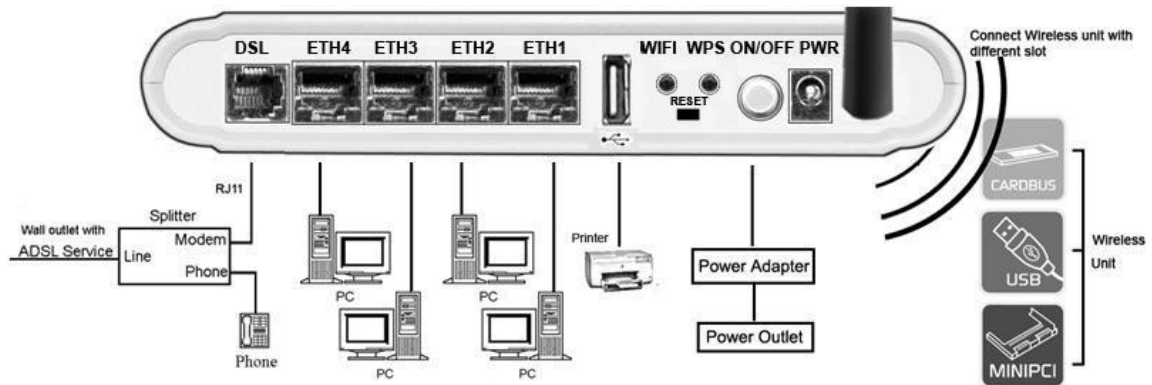 DSL ETH4 ETH3 ETH2 ETH1 WIFI WPS ON/OFF PWR
RESET
Connect Wireless unit with
different slot
RJ11
Splitter
Wall outlet with
ADSL Service
Line
Modem
Phone
Phone
PC
PC
PC
PC
Printer
Power Adapter
Power Outlet
CARDBUS
USB
MINIPCI
Wireless
Unit